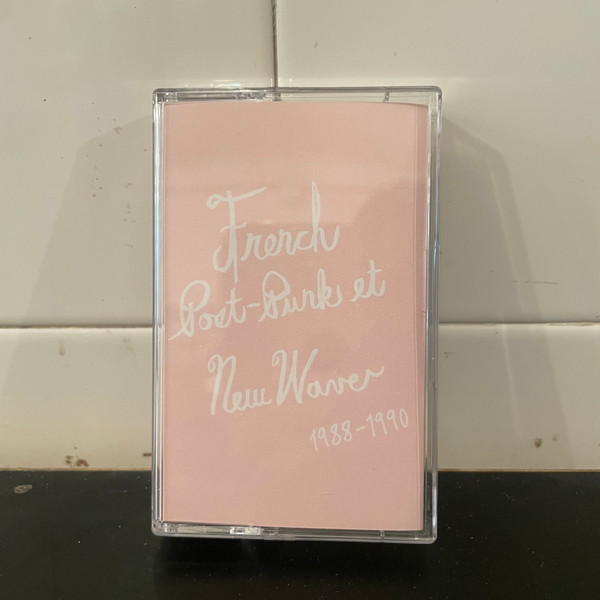 French
Post-Punk et
New Wave
1988-1990